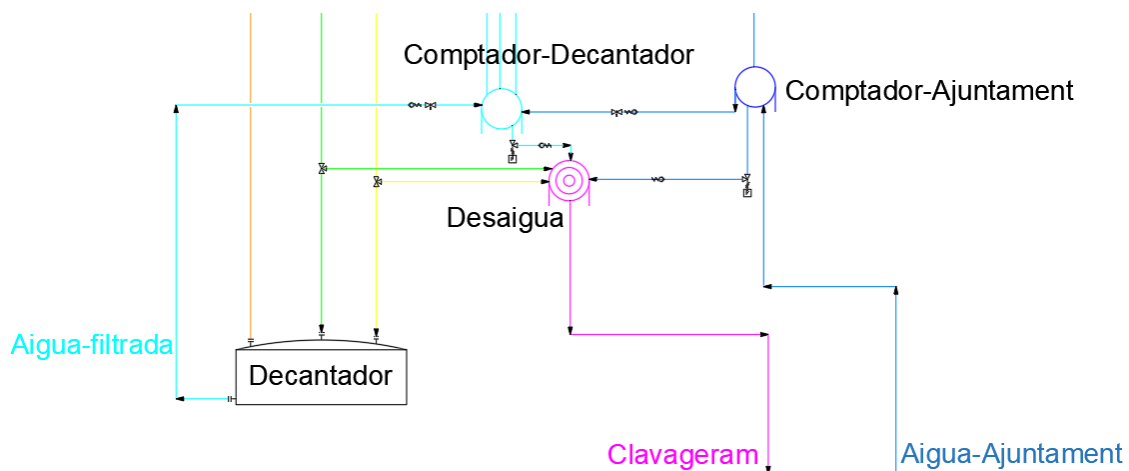 Comptador-Decantador
Comptador-Ajuntament
Desaigua
Aigua-filtrada
Decantador
Clavageram
Aigua-Ajuntament